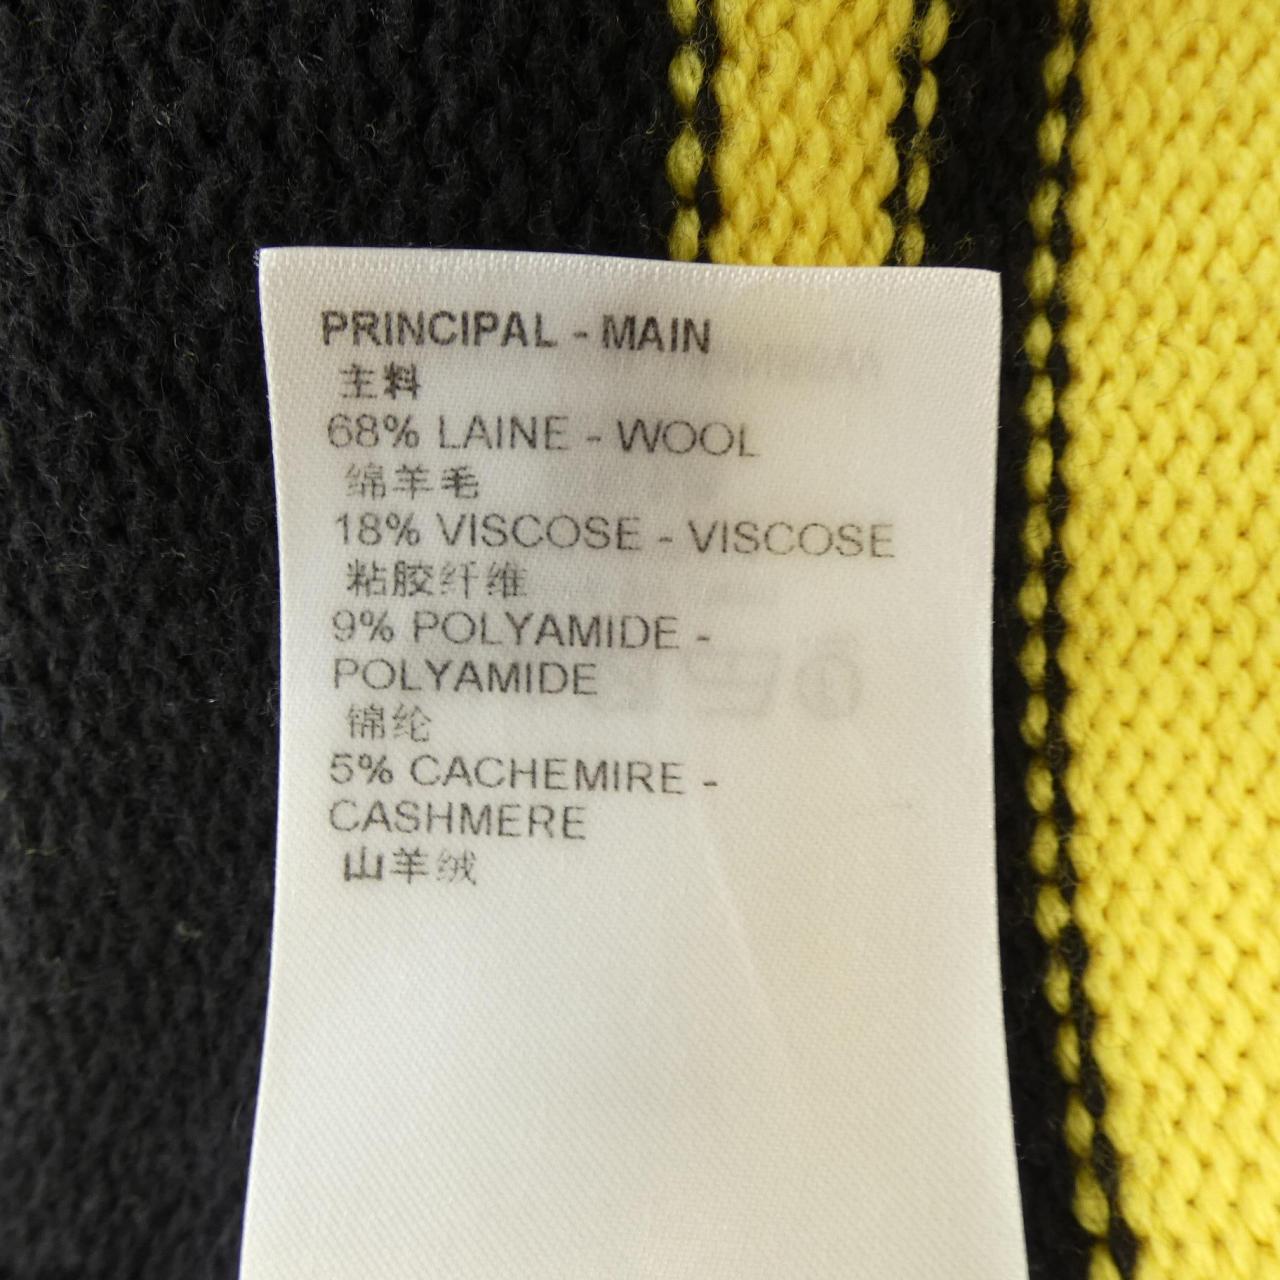 PRINCIPAL - MAIN
主料
68% LAINE - WOOL
绵羊毛
18% VISCOSE - VISCOSE
粘胶纤维
9% POLYAMIDE -
POLYAMIDE
锦纶
5% CACHEMIRE -
CASHMERE
山羊绒